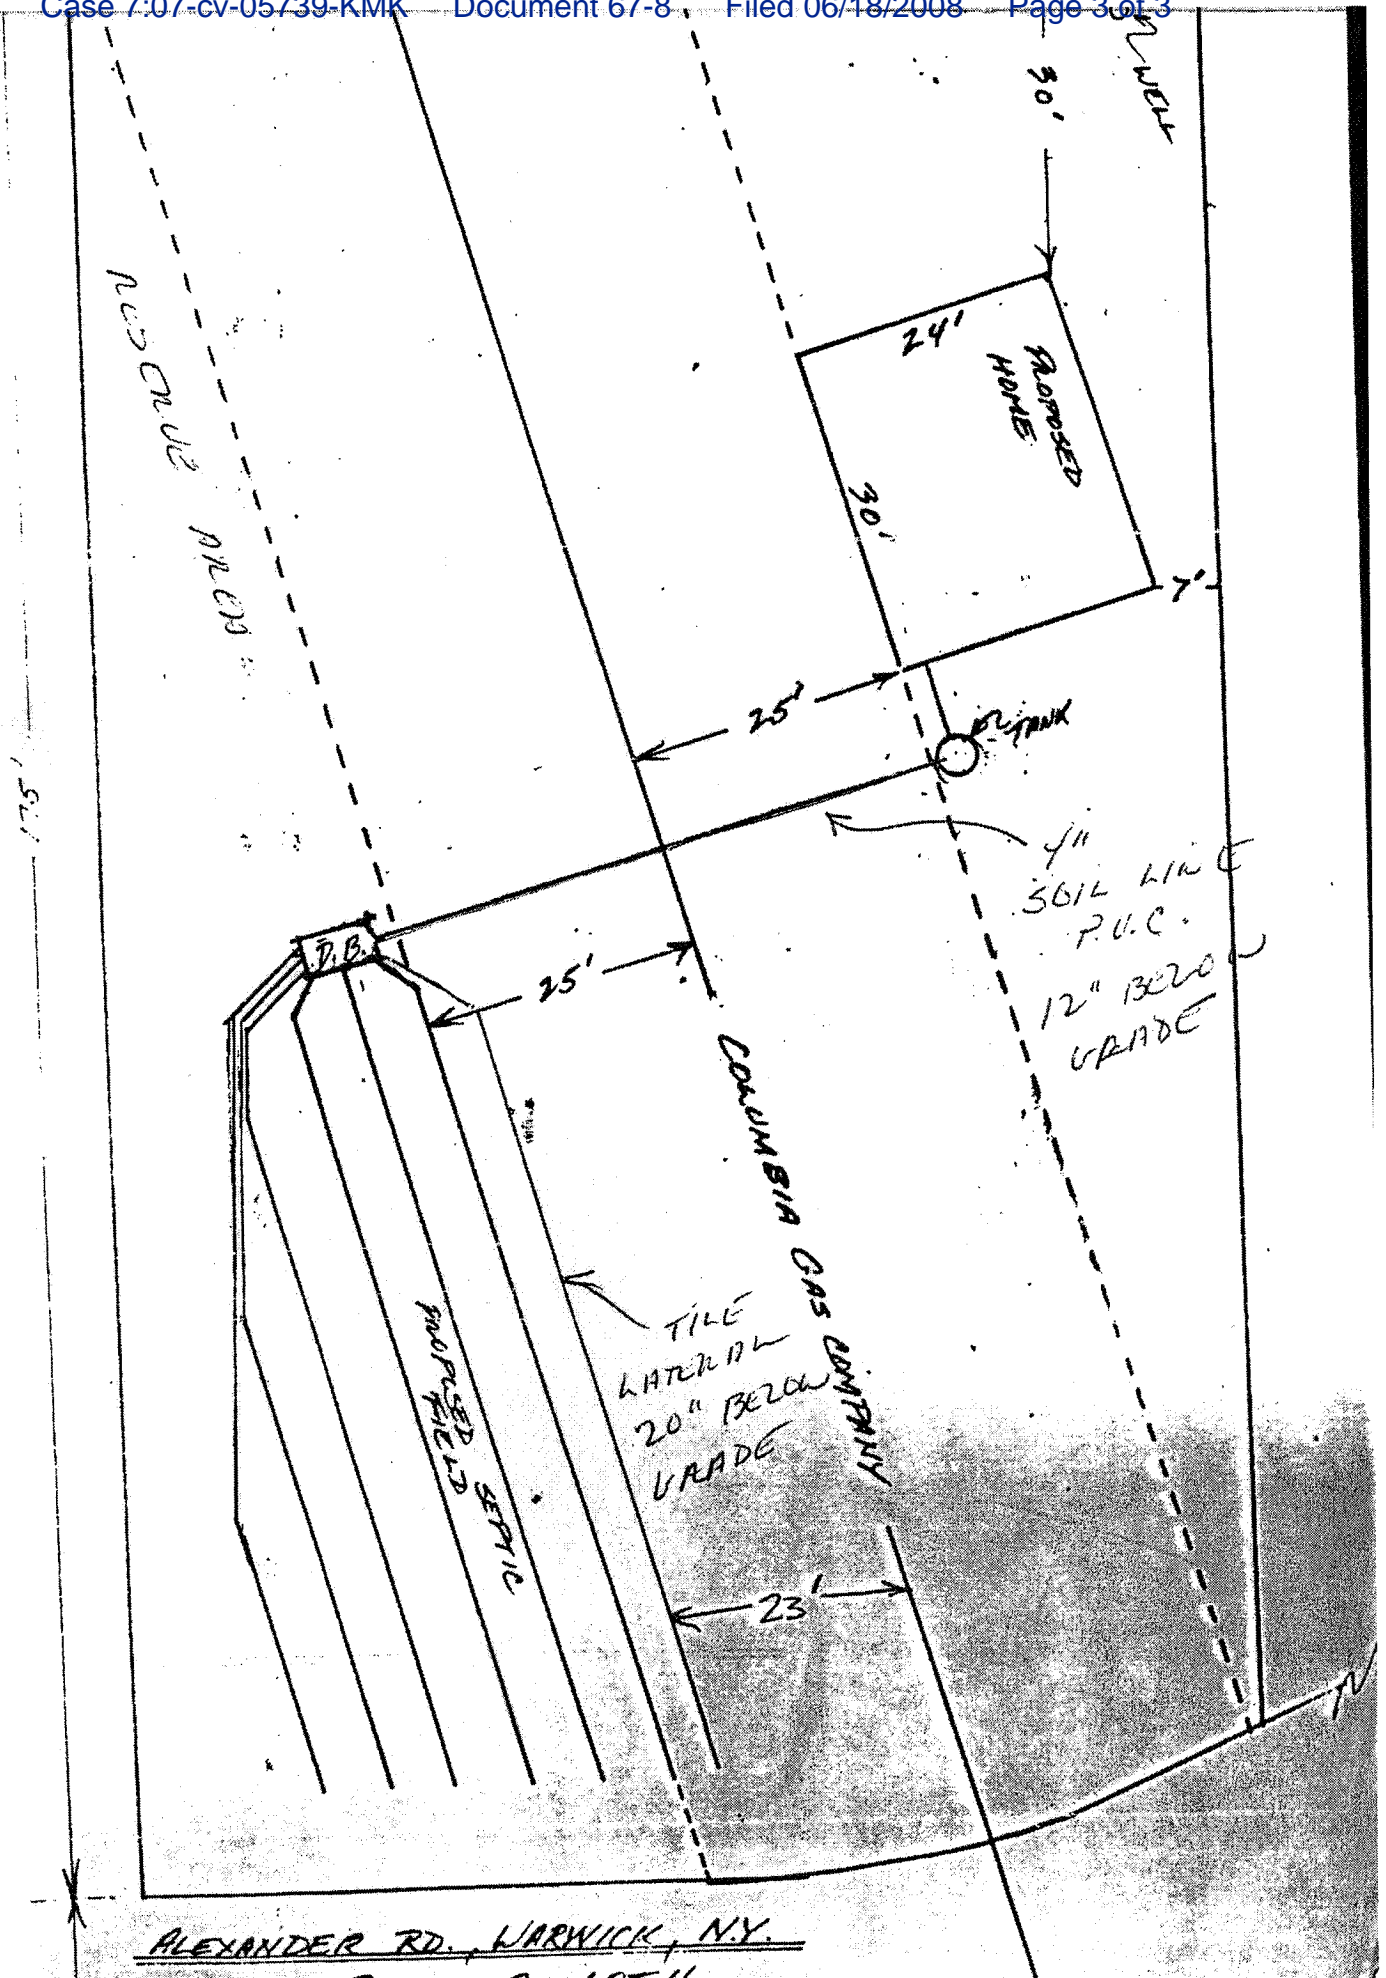 Case 7:07-cv-05739-KMK Document 67-8 Filed 06/18/2008 Page 3 of 3
WELL
30'
24'
PROPOSED
HOME
30'
7'
RESERVE AREA
25'
TANK
4"
SOIL LINE
P.V.C.
12" BELOW
GRADE
D.B.
25'
COLUMBIA GAS COMPANY
TILE
LATERAL
20" BELOW
GRADE
PROPOSED SEPTIC
FIELD
23'
ALEXANDER RD., WARWICK, N.Y.